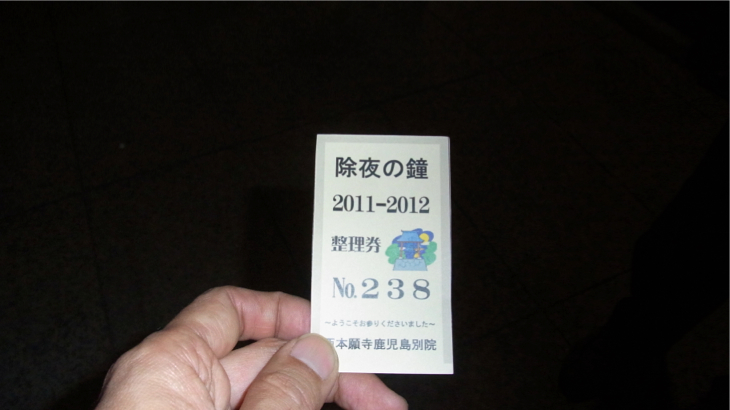 除夜の鐘
2011-2012
整理券
No.238
~ようこそお参りくださいました~
本願寺鹿児島別院